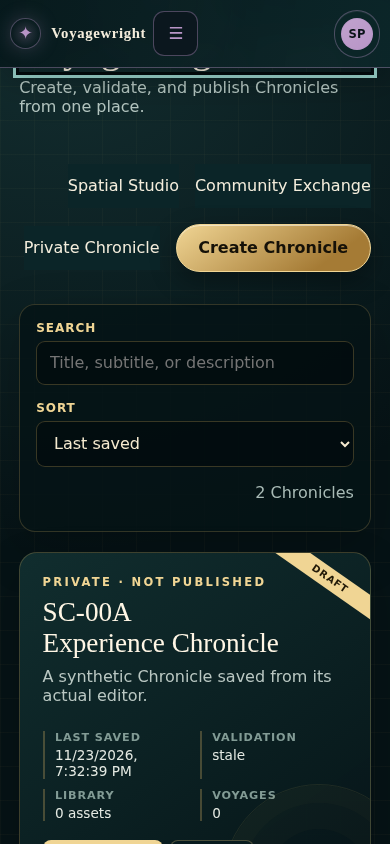 Voyagewright
SP
Create, validate, and publish Chronicles
from one place.
Spatial Studio
Community Exchange
Private Chronicle
Create Chronicle
SEARCH
Title, subtitle, or description
SORT
Last saved
2 Chronicles
DRAFT
PRIVATE · NOT PUBLISHED
SC-00A
Experience Chronicle
A synthetic Chronicle saved from its
actual editor.
LAST SAVED
11/23/2026,
7:32:39 PM
VALIDATION
stale
LIBRARY
0 assets
VOYAGES
0